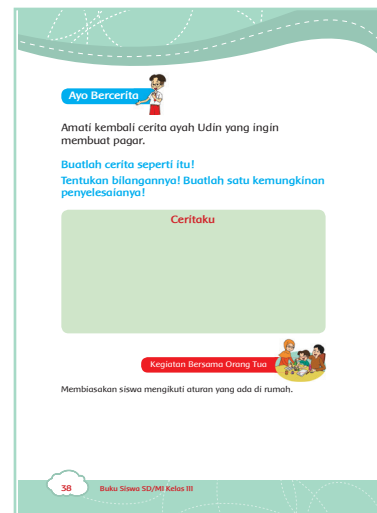 Ayo Bercerita
Amati kembali cerita ayah Udin yang ingin
membuat pagar.
Buatlah cerita seperti itu!
Tentukan bilangannya! Buatlah satu kemungkinan
penyelesaianya!
Ceritaku
Kegiatan Bersama Orang Tua
Membiasakan siswa mengikuti aturan yang ada di rumah.
38
Buku Siswa SD/MI Kelas III